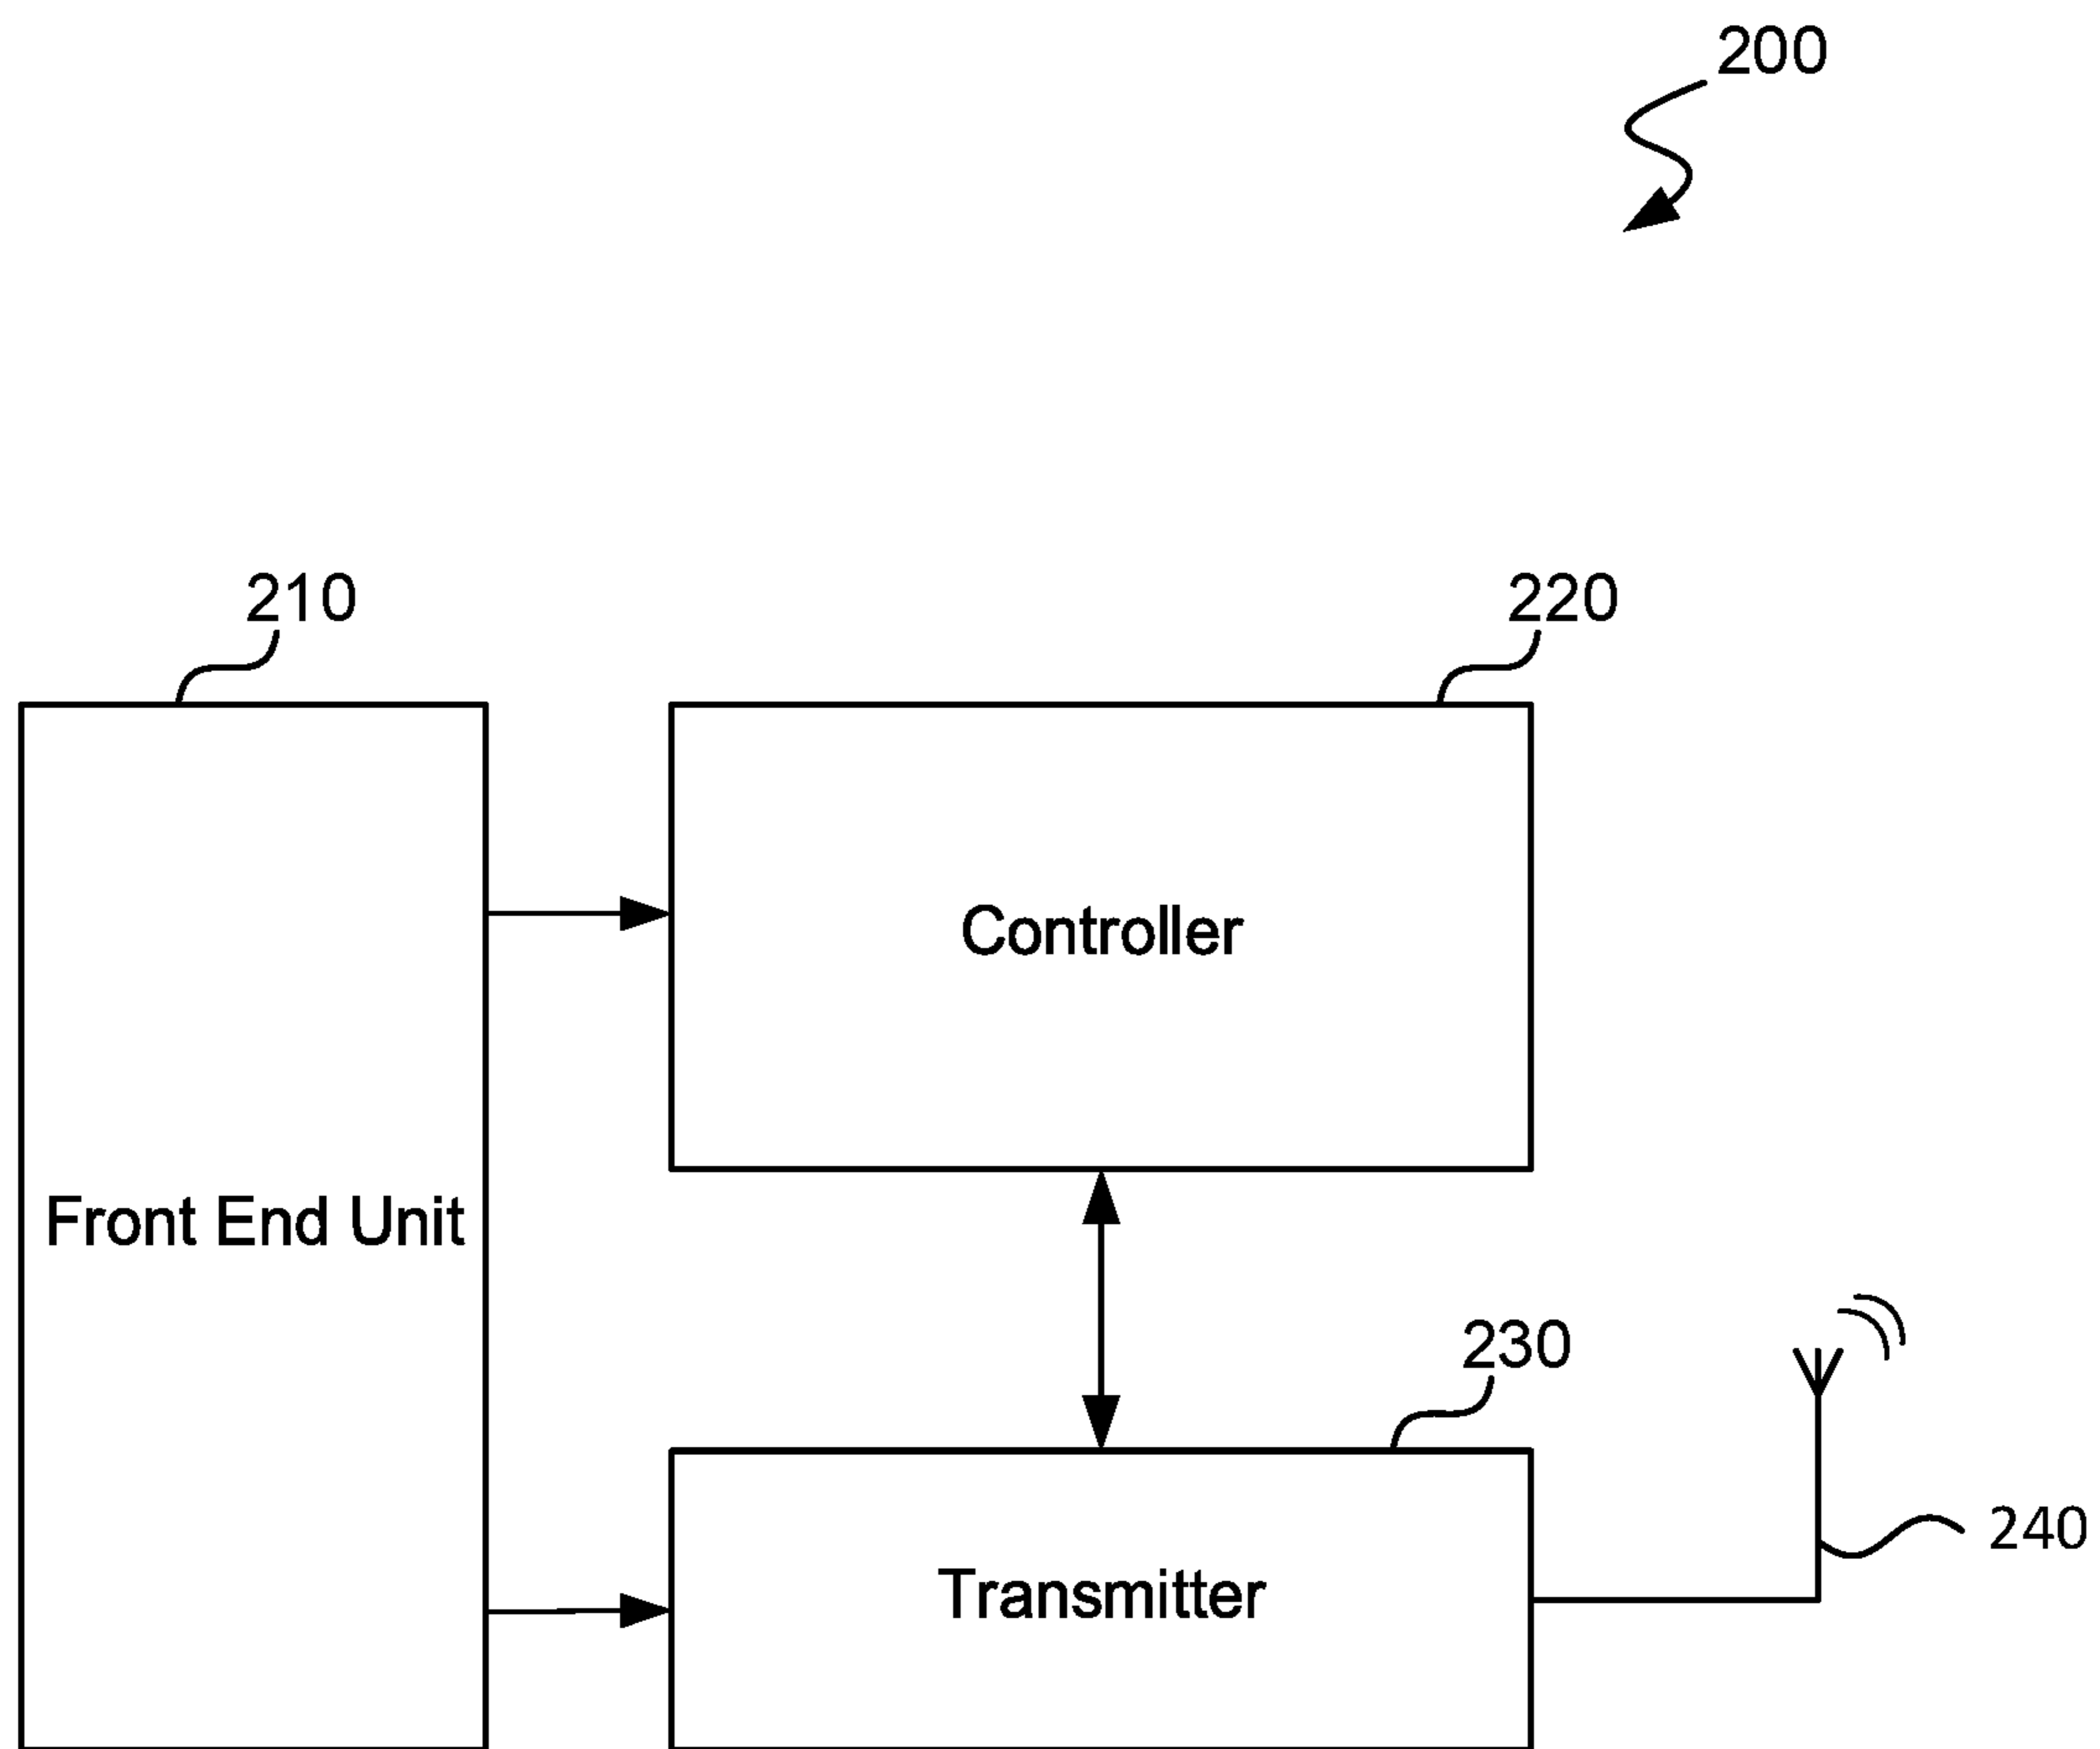 200
210
220
Controller
Front End Unit
230
240
Transmitter